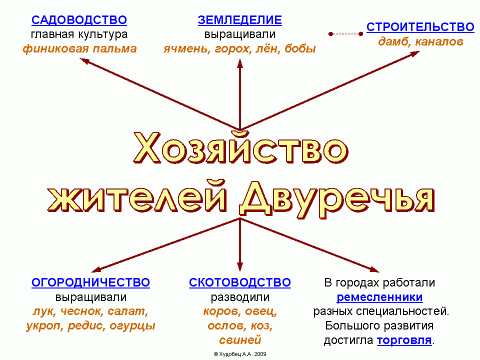 САДОВОДСТВО
главная культура
финиковая пальма
ЗЕМЛЕДЕЛИЕ
выращивали
ячмень, горох, лён, бобы
СТРОИТЕЛЬСТВО
дамб, каналов
Хозяйство
жителей Двуречья
ОГОРОДНИЧЕСТВО
выращивали
лук, чеснок, салат,
укроп, редис, огурцы
СКОТОВОДСТВО
разводили
коров, овец,
ослов, коз,
свиней
В городах работали
ремесленники
разных специальностей.
Большого развития
достигла торговля.
® Худобец А.А. 2009